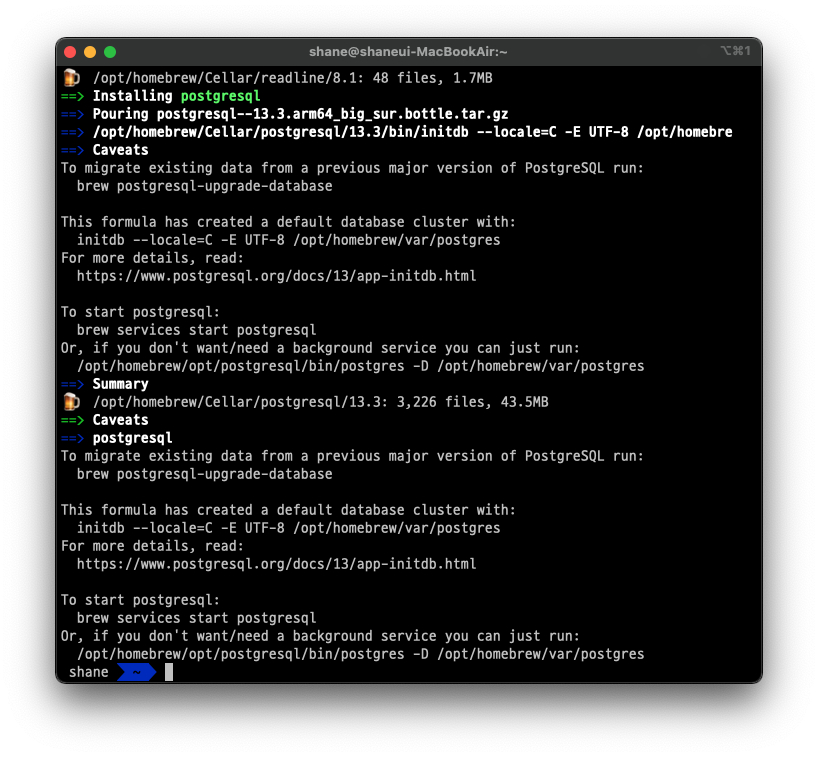 shane@shaneui-MacBookAir:~
⌥⌘1
/opt/homebrew/Cellar/readline/8.1: 48 files, 1.7MB
==> Installing postgresql
==> Pouring postgresql--13.3.arm64_big_sur.bottle.tar.gz
==> /opt/homebrew/Cellar/postgresql/13.3/bin/initdb --locale=C -E UTF-8 /opt/homebre
==> Caveats
To migrate existing data from a previous major version of PostgreSQL run:
  brew postgresql-upgrade-database

This formula has created a default database cluster with:
  initdb --locale=C -E UTF-8 /opt/homebrew/var/postgres
For more details, read:
  https://www.postgresql.org/docs/13/app-initdb.html

To start postgresql:
  brew services start postgresql
Or, if you don't want/need a background service you can just run:
  /opt/homebrew/opt/postgresql/bin/postgres -D /opt/homebrew/var/postgres
==> Summary
/opt/homebrew/Cellar/postgresql/13.3: 3,226 files, 43.5MB
==> Caveats
==> postgresql
To migrate existing data from a previous major version of PostgreSQL run:
  brew postgresql-upgrade-database

This formula has created a default database cluster with:
  initdb --locale=C -E UTF-8 /opt/homebrew/var/postgres
For more details, read:
  https://www.postgresql.org/docs/13/app-initdb.html

To start postgresql:
  brew services start postgresql
Or, if you don't want/need a background service you can just run:
  /opt/homebrew/opt/postgresql/bin/postgres -D /opt/homebrew/var/postgres
shane ~